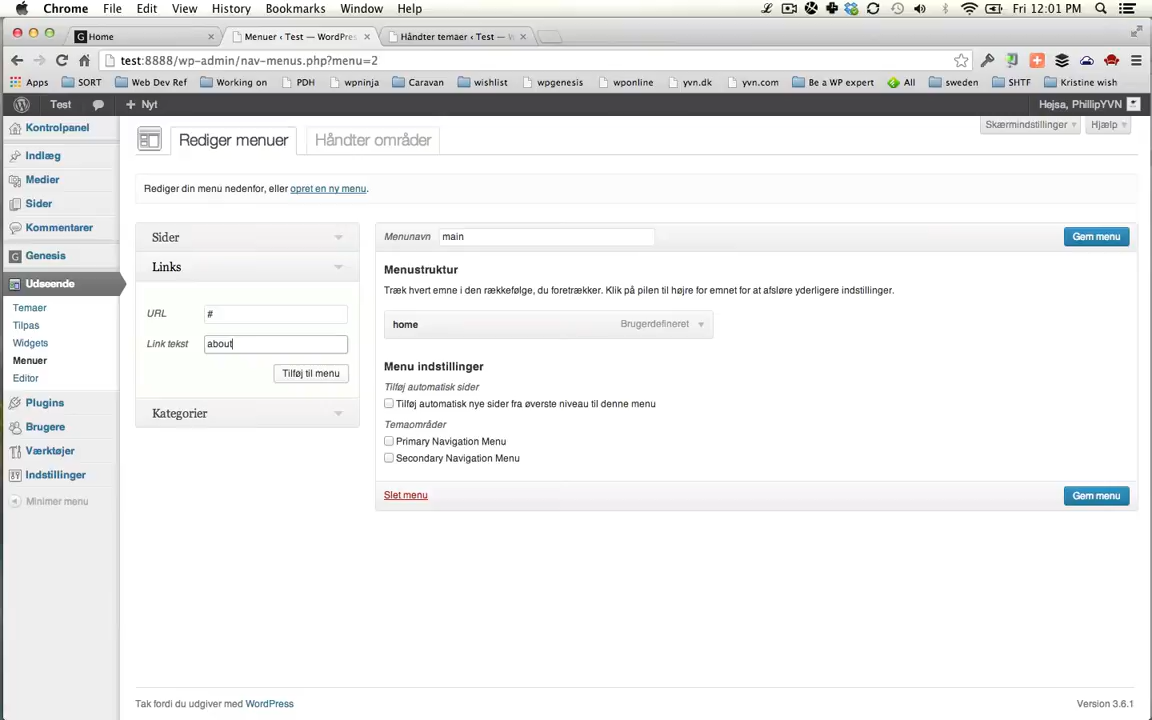 Chrome File Edit View History Bookmarks Window Help Fri 12:01 PM
Home Menuer ‹ Test — WordPres Håndter temaer ‹ Test — W
test:8888/wp-admin/nav-menus.php?menu=2
Apps SORT Web Dev Ref Working on wpninja Caravan wishlist wpgenesis PDH wponline yvn.dk yvn.com Be a WP expert All sweden SHTF Kristine wish
Test + Nyt Hejsa, PhillipYVN
Kontrolpanel
Indlæg
Medier
Sider
Kommentarer
Genesis
Udseende
Temaer
Tilpas
Widgets
Menuer
Editor
Plugins
Brugere
Værktøjer
Indstillinger
Minimer menu
Skærmindstillinger Hjælp
Rediger menuer Håndter områder
Rediger din menu nedenfor, eller opret en ny menu.
Sider
Links
URL #
Link tekst about
Tilføj til menu
Kategorier
Menunavn main Gem menu
Menustruktur
Træk hvert emne i den rækkefølge, du foretrækker. Klik på pilen til højre for emnet for at afsløre yderligere indstillinger.
home Brugerdefineret
Menu indstillinger
Tilføj automatisk sider
Tilføj automatisk nye sider fra øverste niveau til denne menu
Temaområder
Primary Navigation Menu
Secondary Navigation Menu
Slet menu Gem menu
Tak fordi du udgiver med WordPress Version 3.6.1